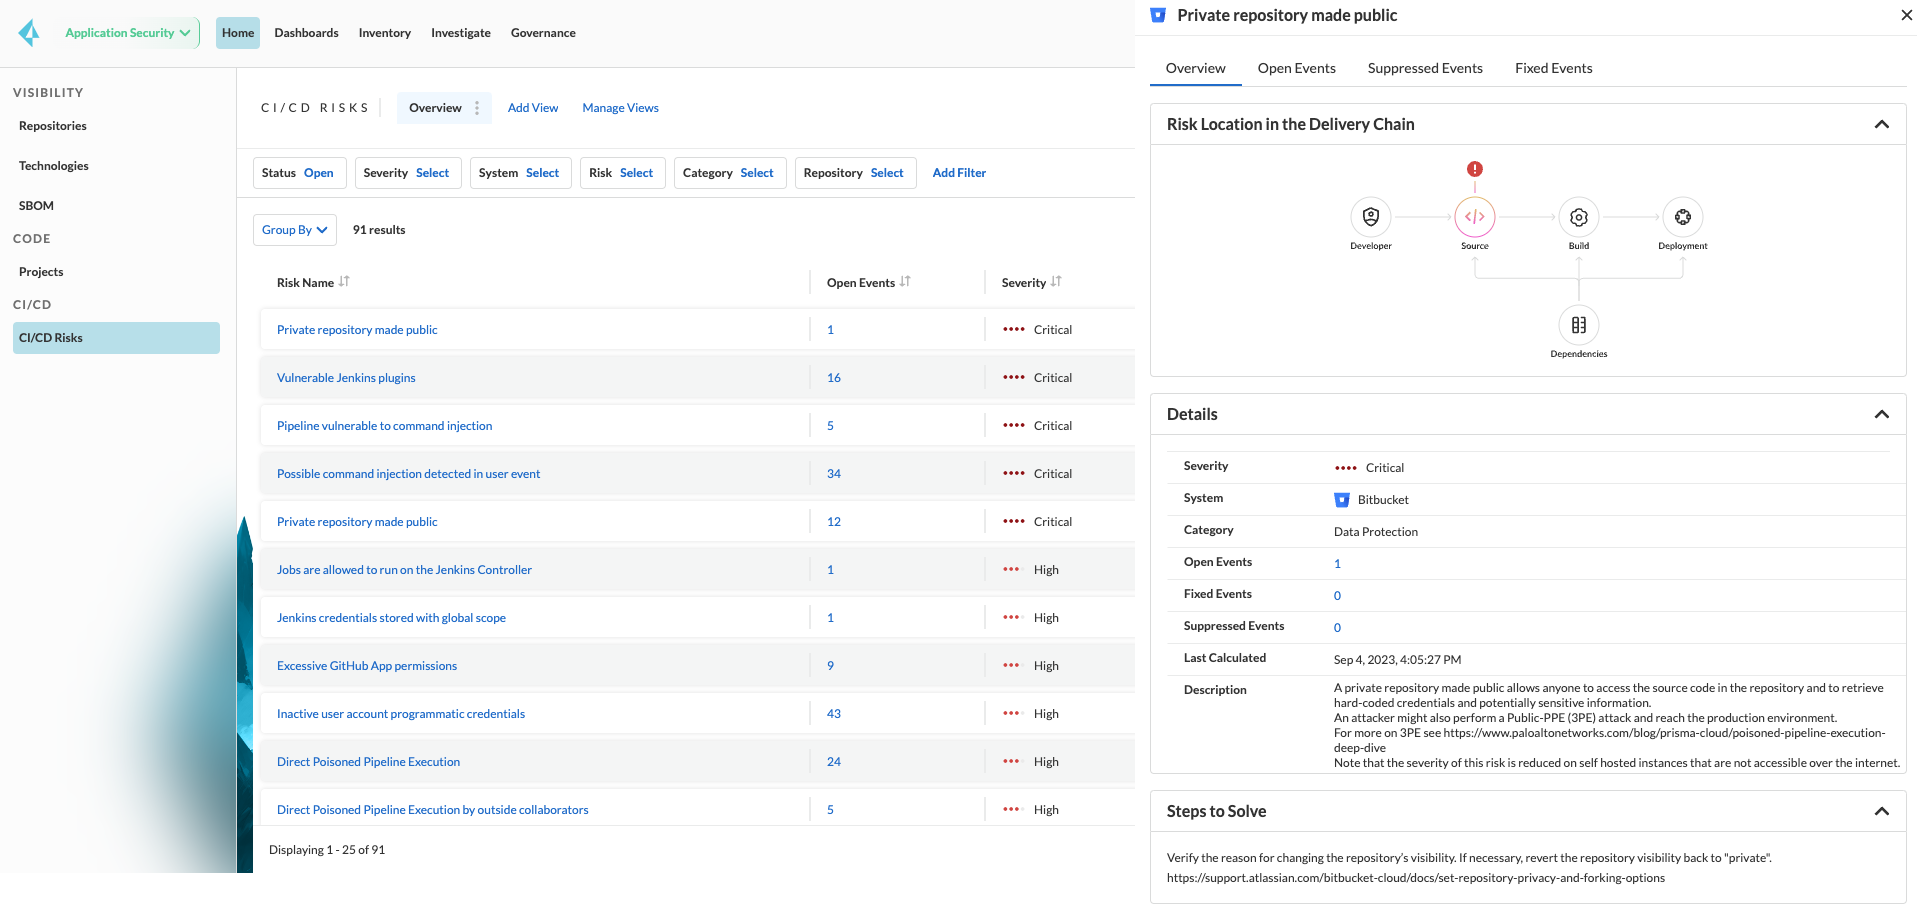 Application Security
Home
Dashboards
Inventory
Investigate
Governance
VISIBILITY
Repositories
Technologies
SBOM
CODE
Projects
CI/CD
CI/CD Risks
CI/CD RISKS
Overview
Add View
Manage Views
Status Open
Severity Select
System Select
Risk Select
Category Select
Repository Select
Add Filter
Group By
91 results
Risk Name Open Events Severity
Private repository made public 1 Critical
Vulnerable Jenkins plugins 16 Critical
Pipeline vulnerable to command injection 5 Critical
Possible command injection detected in user event 34 Critical
Private repository made public 12 Critical
Jobs are allowed to run on the Jenkins Controller 1 High
Jenkins credentials stored with global scope 1 High
Excessive GitHub App permissions 9 High
Inactive user account programmatic credentials 43 High
Direct Poisoned Pipeline Execution 24 High
Direct Poisoned Pipeline Execution by outside collaborators 5 High
Displaying 1 - 25 of 91
Private repository made public
Overview
Open Events
Suppressed Events
Fixed Events
Risk Location in the Delivery Chain
Developer
Source
Build
Deployment
Dependencies
Details
Severity Critical
System Bitbucket
Category Data Protection
Open Events 1
Fixed Events 0
Suppressed Events 0
Last Calculated Sep 4, 2023, 4:05:27 PM
Description A private repository made public allows anyone to access the source code in the repository and to retrieve
hard-coded credentials and potentially sensitive information.
An attacker might also perform a Public-PPE (3PE) attack and reach the production environment.
For more on 3PE see https://www.paloaltonetworks.com/blog/prisma-cloud/poisoned-pipeline-execution-
deep-dive
Note that the severity of this risk is reduced on self hosted instances that are not accessible over the internet.
Steps to Solve
Verify the reason for changing the repository's visibility. If necessary, revert the repository visibility back to "private".
https://support.atlassian.com/bitbucket-cloud/docs/set-repository-privacy-and-forking-options